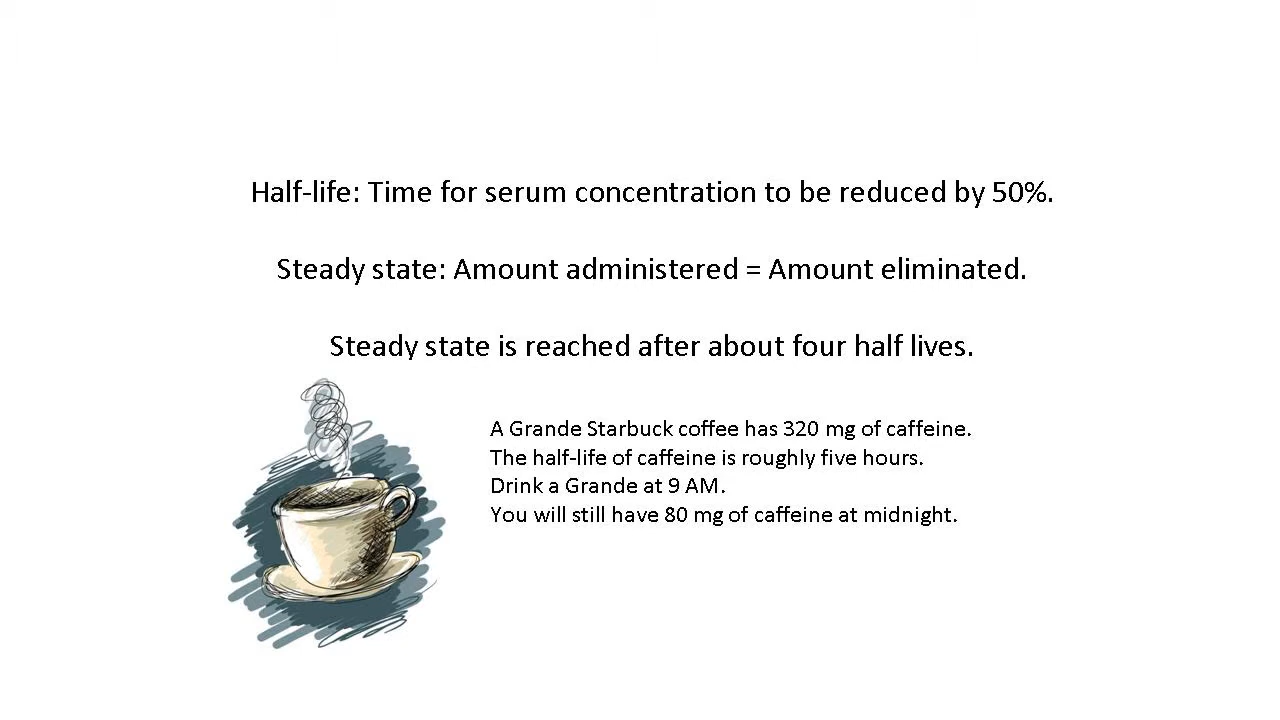 Half-life: Time for serum concentration to be reduced by 50%.
Steady state: Amount administered = Amount eliminated.
Steady state is reached after about four half lives.
A Grande Starbuck coffee has 320 mg of caffeine.
The half-life of caffeine is roughly five hours.
Drink a Grande at 9 AM.
You will still have 80 mg of caffeine at midnight.